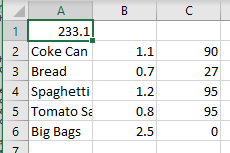 A B C
1 233.1
2 Coke Can 1.1 90
3 Bread 0.7 27
4 Spaghetti 1.2 95
5 Tomato Sa 0.8 95
6 Big Bags 2.5 0
7